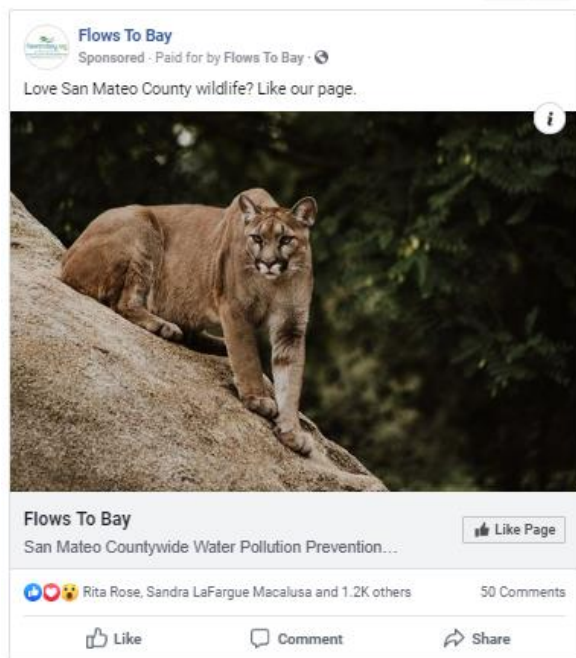 Flows To Bay
Sponsored · Paid for by Flows To Bay ·
Love San Mateo County wildlife? Like our page.
i
Flows To Bay
San Mateo Countywide Water Pollution Prevention...
Like Page
Rita Rose, Sandra LaFargue Macalusa and 1.2K others
50 Comments
Like
Comment
Share